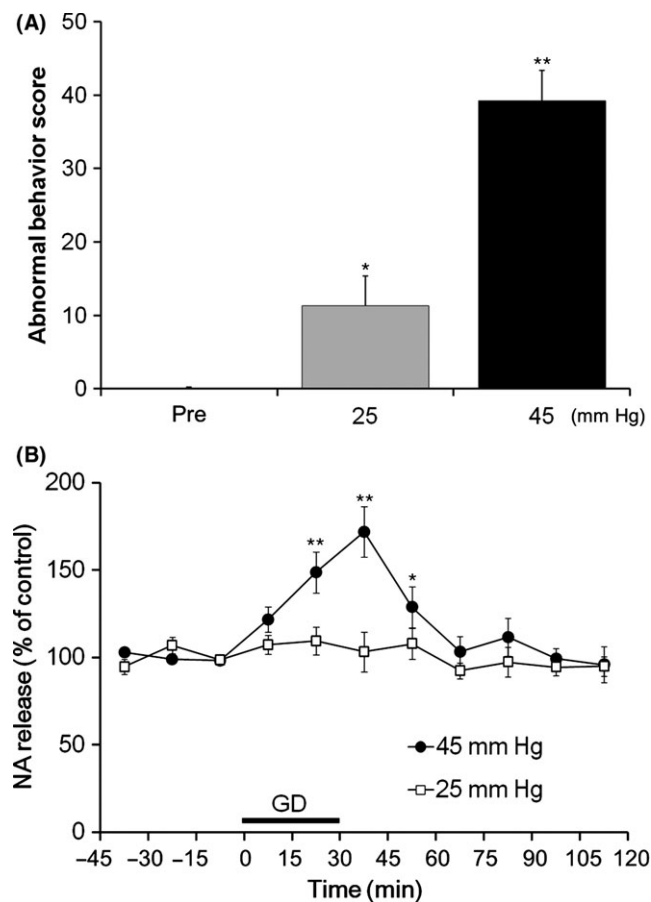 (A)
Abnormal behavior score
50
40
30
20
10
0
*
**
Pre 25 45 (mm Hg)
(B)
NA release (% of control)
200
150
100
50
0
**
**
*
45 mm Hg
25 mm Hg
GD
−45 −30 −15 0 15 30 45 60 75 90 105 120
Time (min)